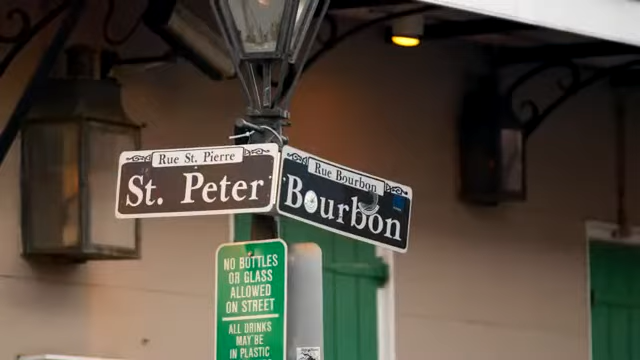 Rue St. Pierre
St. Peter
Rue Bourbon
Bourbon
NO BOTTLES
OR GLASS
ALLOWED
ON STREET
ALL DRINKS
MAY BE
IN PLASTIC